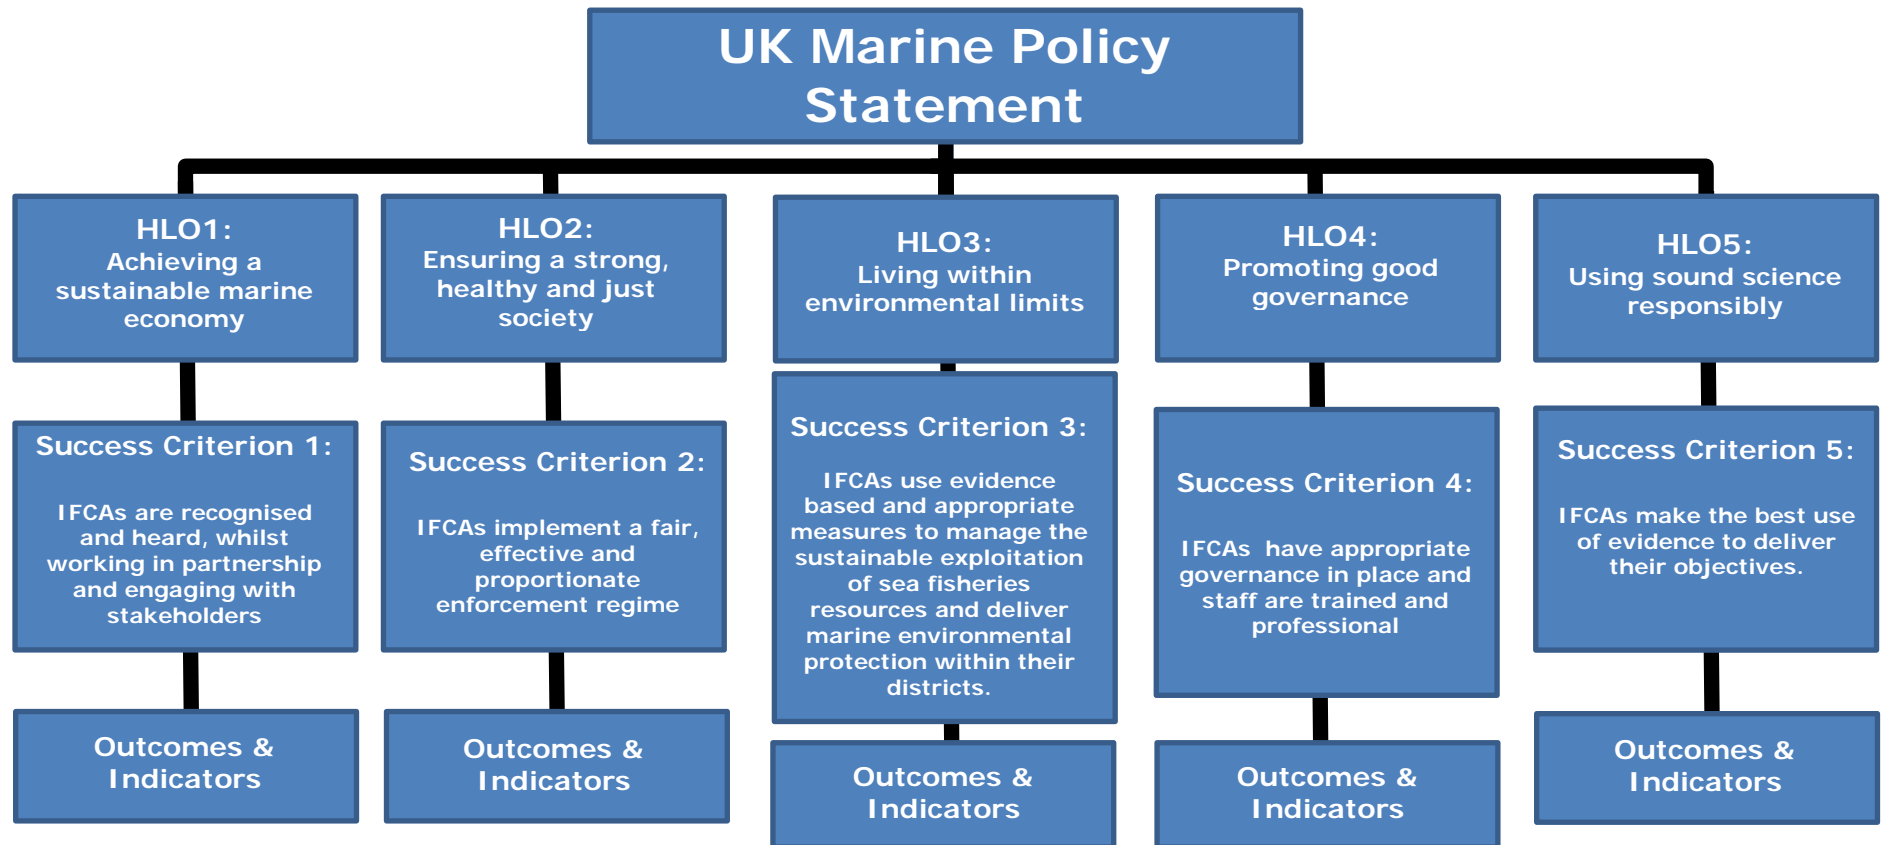 UK Marine Policy
Statement
HLO1:
Achieving a
sustainable marine
economy
HLO2:
Ensuring a strong,
healthy and just
society
HLO3:
Living within
environmental limits
HLO4:
Promoting good
governance
HLO5:
Using sound science
responsibly
Success Criterion 1:
IFCAs are recognised
and heard, whilst
working in partnership
and engaging with
stakeholders
Success Criterion 2:
IFCAs implement a fair,
effective and
proportionate
enforcement regime
Success Criterion 3:
IFCAs use evidence
based and appropriate
measures to manage the
sustainable exploitation
of sea fisheries
resources and deliver
marine environmental
protection within their
districts.
Success Criterion 4:
IFCAs have appropriate
governance in place and
staff are trained and
professional
Success Criterion 5:
IFCAs make the best use
of evidence to deliver
their objectives.
Outcomes &
Indicators
Outcomes &
Indicators
Outcomes &
Indicators
Outcomes &
Indicators
Outcomes &
Indicators